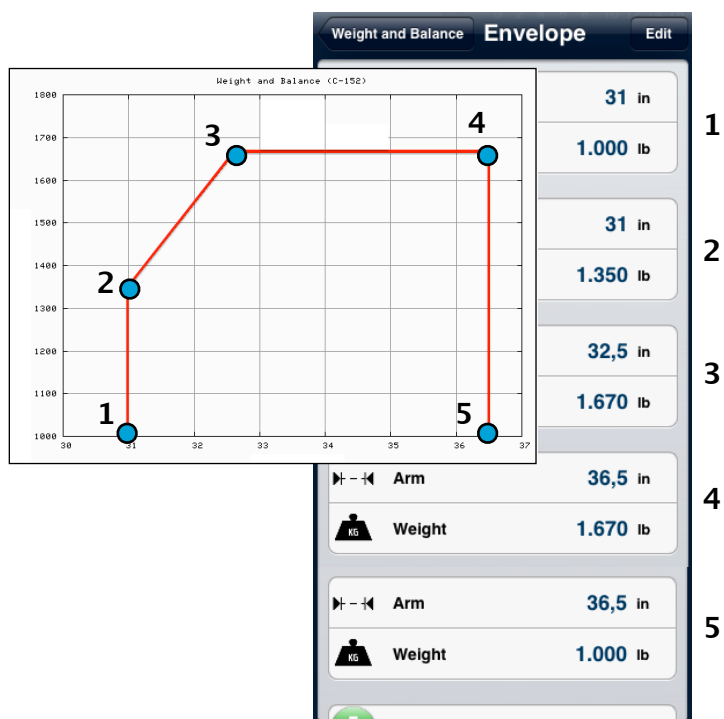 Weight and Balance
Envelope
Edit
Weight and Balance (C-152)
1800
1700
1600
1500
1400
1300
1200
1100
1000
30 31 32 33 34 35 36 37
1
2
3
4
5
31 in
1.000 lb
1
31 in
1.350 lb
2
32,5 in
1.670 lb
3
Arm 36,5 in
KG Weight 1.670 lb
4
Arm 36,5 in
KG Weight 1.000 lb
5